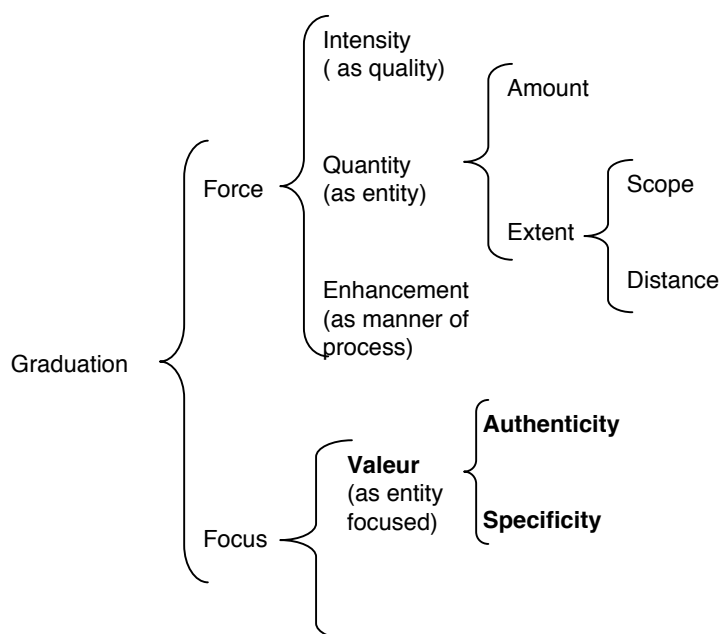 Graduation
Force
Intensity
( as quality)
Quantity
(as entity)
Amount
Extent
Scope
Distance
Enhancement
(as manner of
process)
Focus
Valeur
(as entity
focused)
Authenticity
Specificity